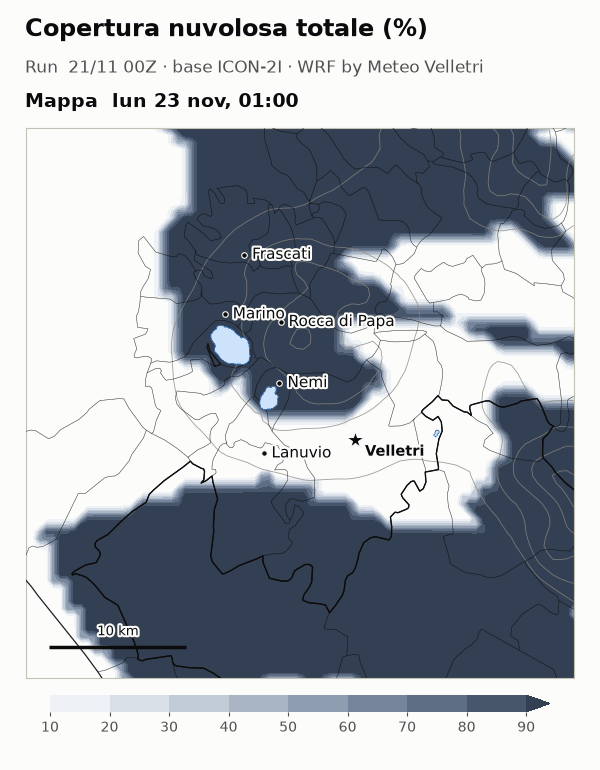 Copertura nuvolosa totale (%)
Run  21/11 00Z · base ICON-2I · WRF by Meteo Velletri
Mappa  lun 23 nov, 01:00
Frascati
Marino
Rocca di Papa
Nemi
Velletri
Lanuvio
10 km
10 20 30 40 50 60 70 80 90